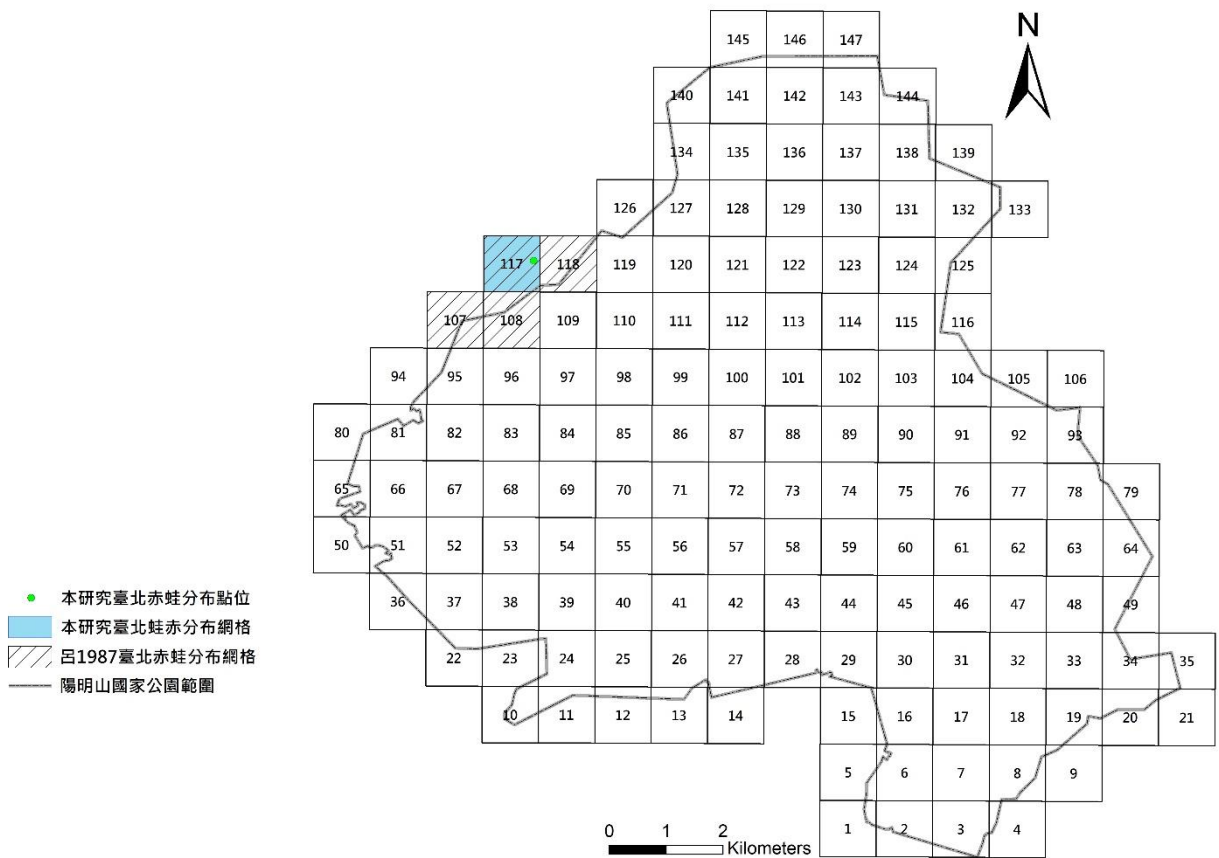 145 146 147
N
140 141 142 143 144
134 135 136 137 138 139
126 127 128 129 130 131 132 133
117 118 119 120 121 122 123 124 125
107 108 109 110 111 112 113 114 115 116
94 95 96 97 98 99 100 101 102 103 104 105 106
80 81 82 83 84 85 86 87 88 89 90 91 92 93
65 66 67 68 69 70 71 72 73 74 75 76 77 78 79
50 51 52 53 54 55 56 57 58 59 60 61 62 63 64
36 37 38 39 40 41 42 43 44 45 46 47 48 49
22 23 24 25 26 27 28 29 30 31 32 33 34 35
10 11 12 13 14 15 16 17 18 19 20 21
5 6 7 8 9
1 2 3 4
本研究臺北赤蛙分布點位
本研究臺北蛙赤分布網格
呂1987臺北赤蛙分布網格
陽明山國家公園範圍
0 1 2
Kilometers